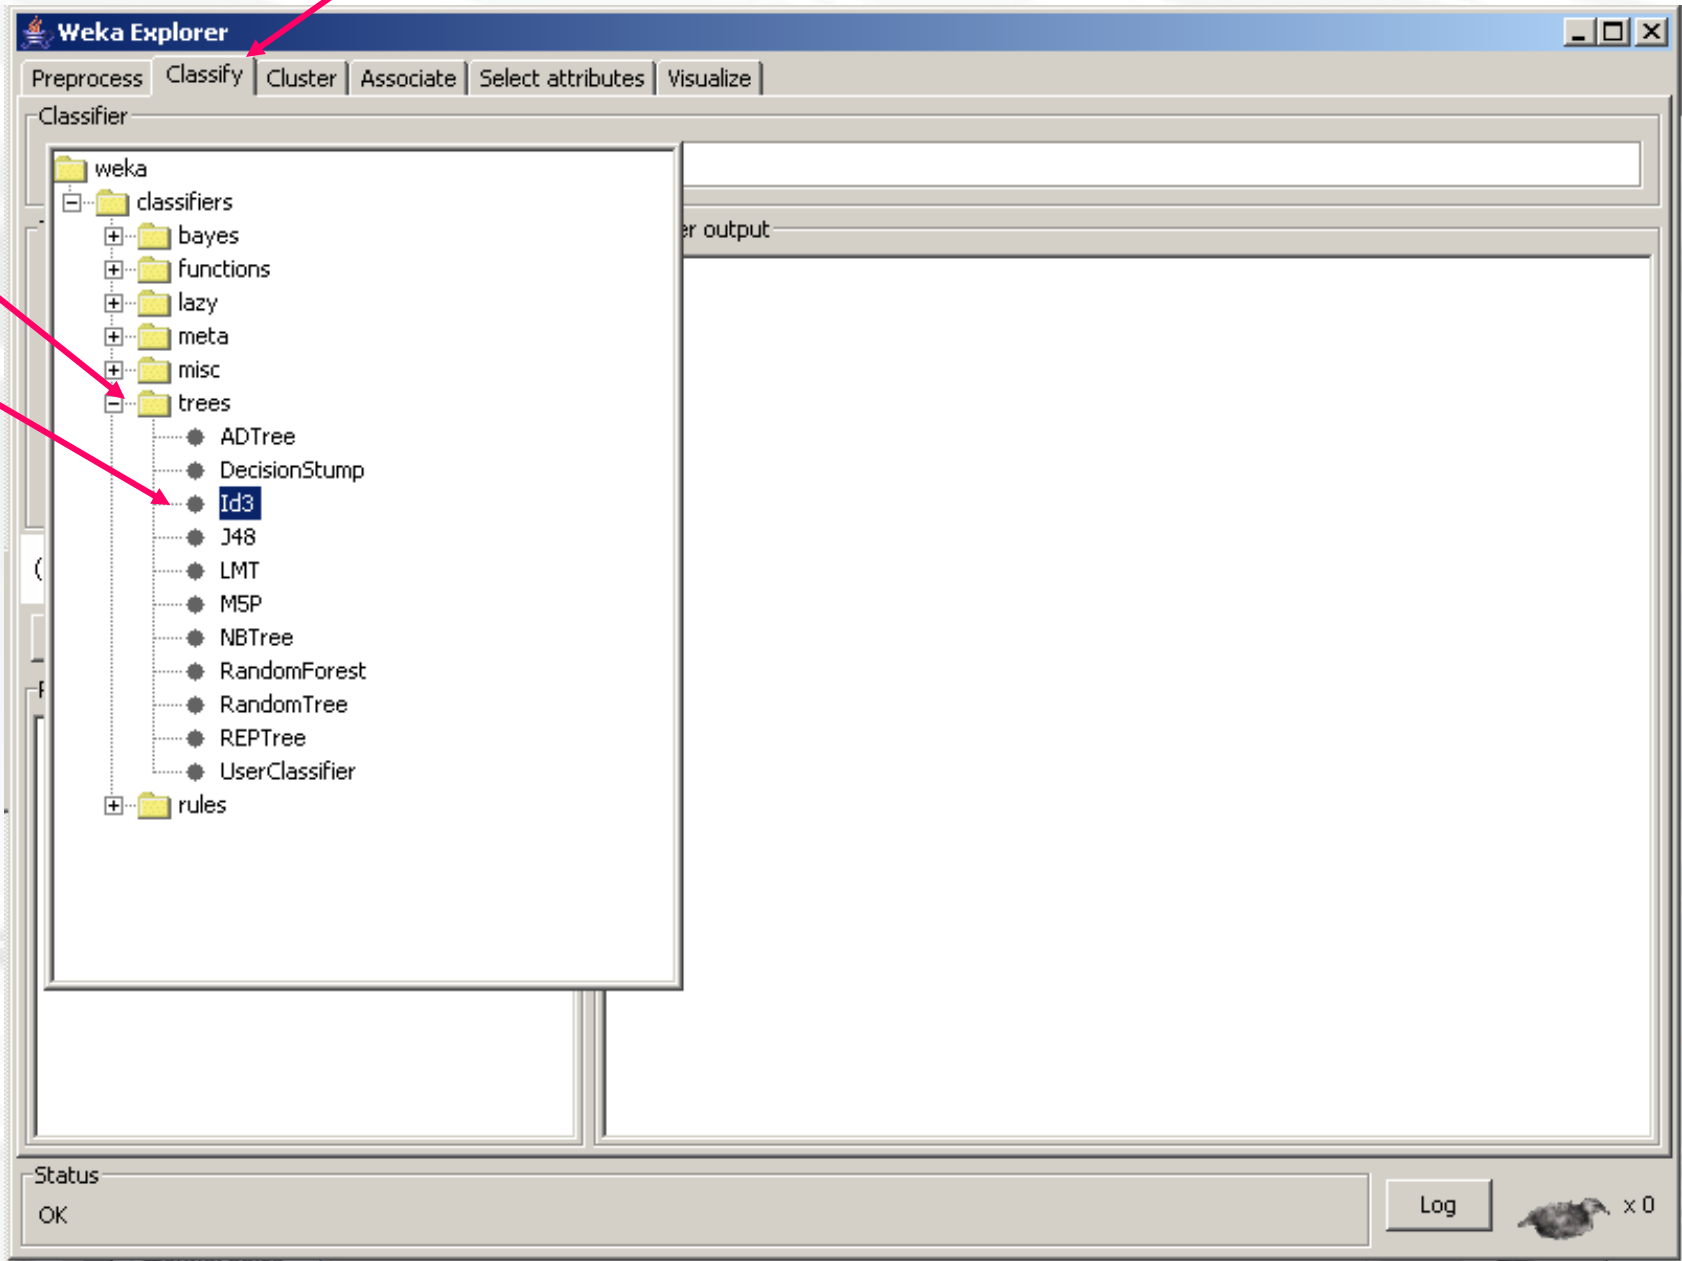 Weka Explorer
Preprocess Classify Cluster Associate Select attributes Visualize
Classifier
weka
classifiers
bayes
er output
functions
lazy
meta
misc
trees
ADTree
DecisionStump
Id3
J48
LMT
M5P
NBTree
RandomForest
RandomTree
REPTree
UserClassifier
rules
Status
OK
Log
x 0